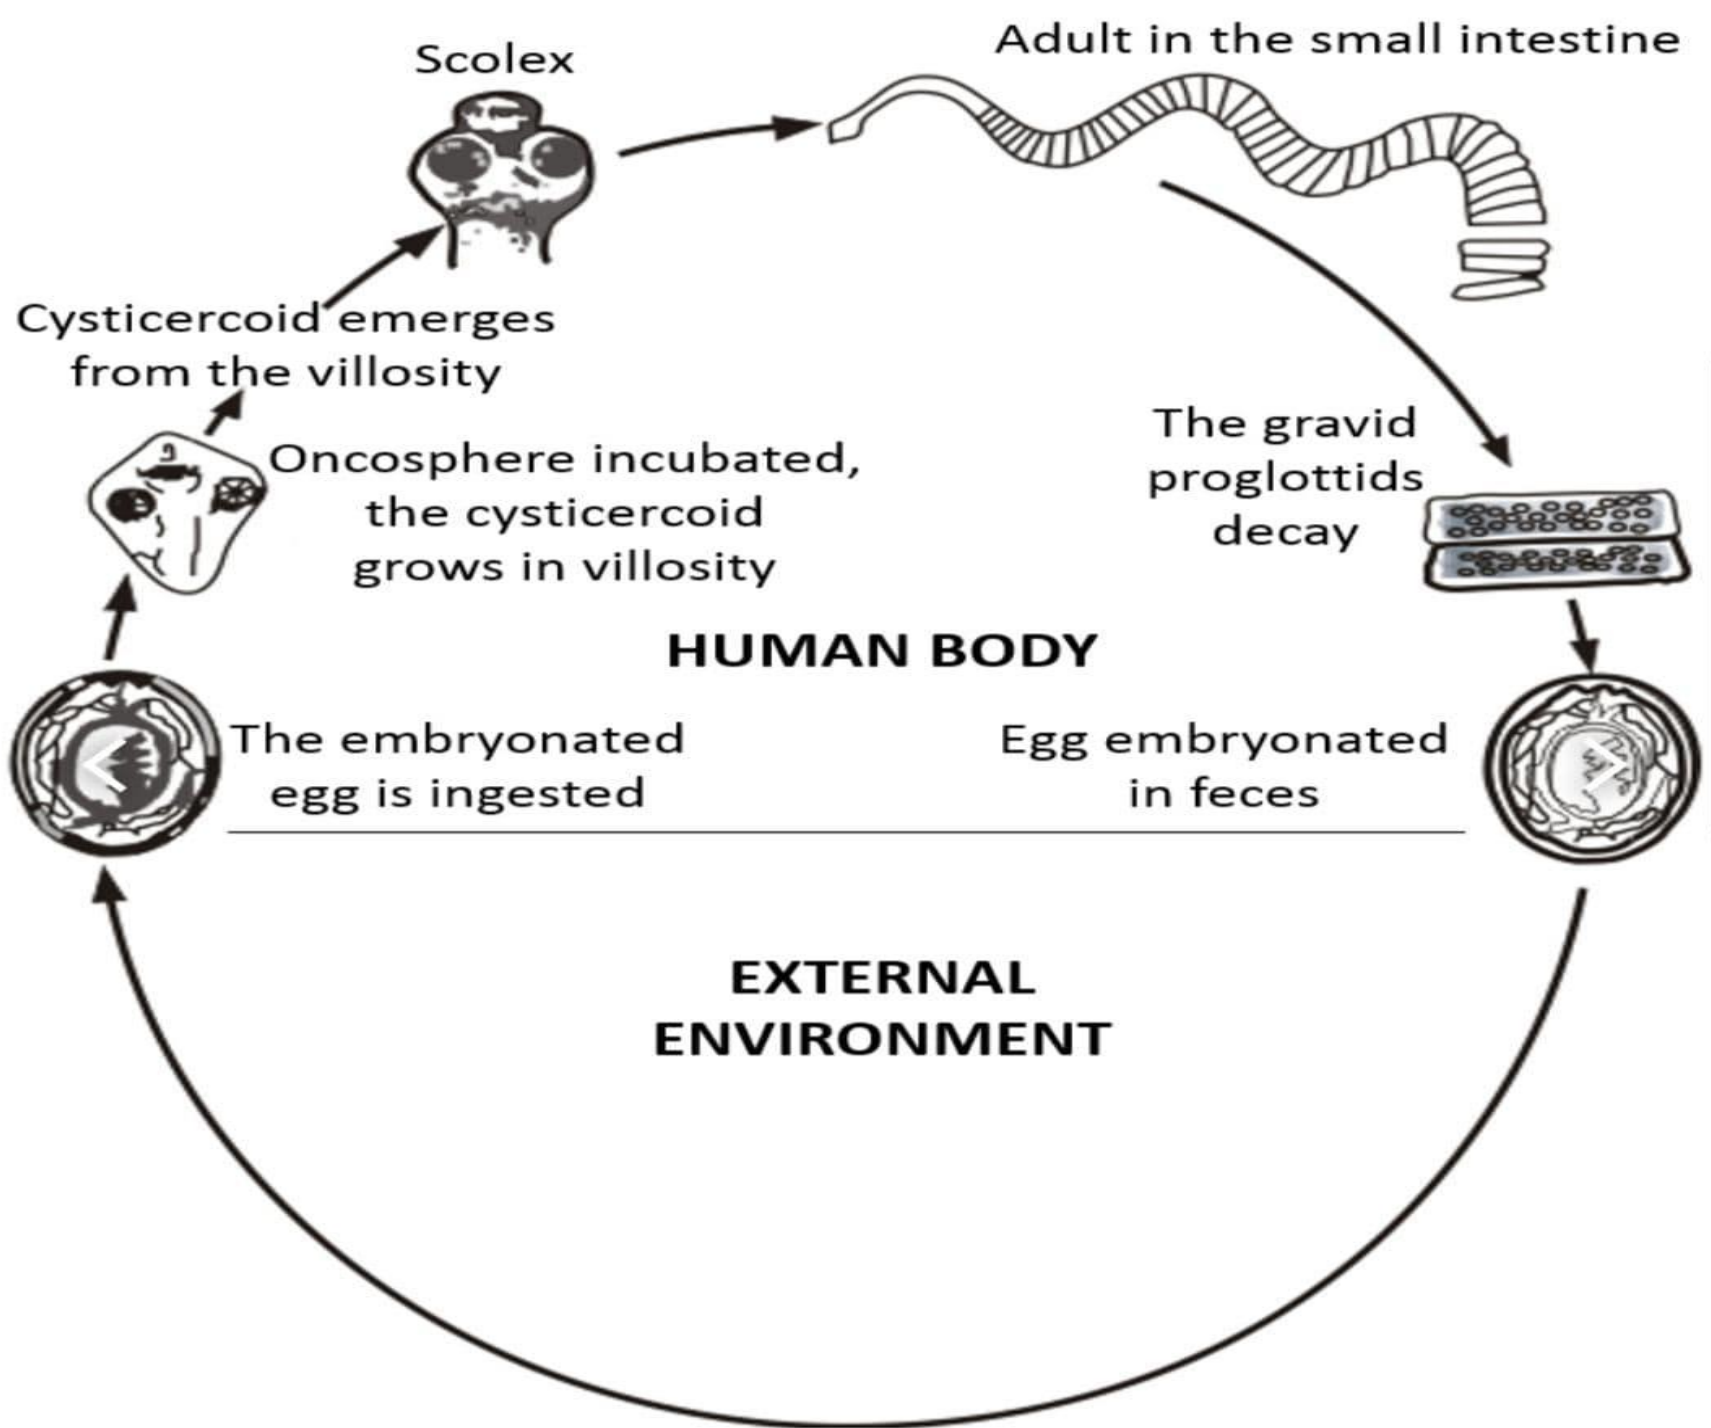 Scolex
Adult in the small intestine
Cysticercoid emerges
from the villosity
Oncosphere incubated,
the cysticercoid
grows in villosity
The gravid
proglottids
decay
HUMAN BODY
The embryonated
egg is ingested
Egg embryonated
in feces
EXTERNAL
ENVIRONMENT